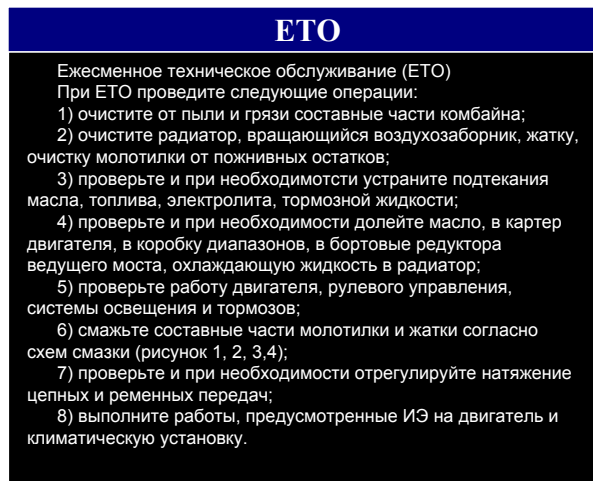 ЕТО
Ежесменное техническое обслуживание (ЕТО)
При ЕТО проведите следующие операции:
1) очистите от пыли и грязи составные части комбайна;
2) очистите радиатор, вращающийся воздухозаборник, жатку,
очистку молотилки от пожнивных остатков;
3) проверьте и при необходимотсти устраните подтекания
масла, топлива, электролита, тормозной жидкости;
4) проверьте и при необходимости долейте масло, в картер
двигателя, в коробку диапазонов, в бортовые редуктора
ведущего моста, охлаждающую жидкость в радиатор;
5) проверьте работу двигателя, рулевого управления,
системы освещения и тормозов;
6) смажьте составные части молотилки и жатки согласно
схем смазки (рисунок 1, 2, 3,4);
7) проверьте и при необходимости отрегулируйте натяжение
цепных и ременных передач;
8) выполните работы, предусмотренные ИЭ на двигатель и
климатическую установку.